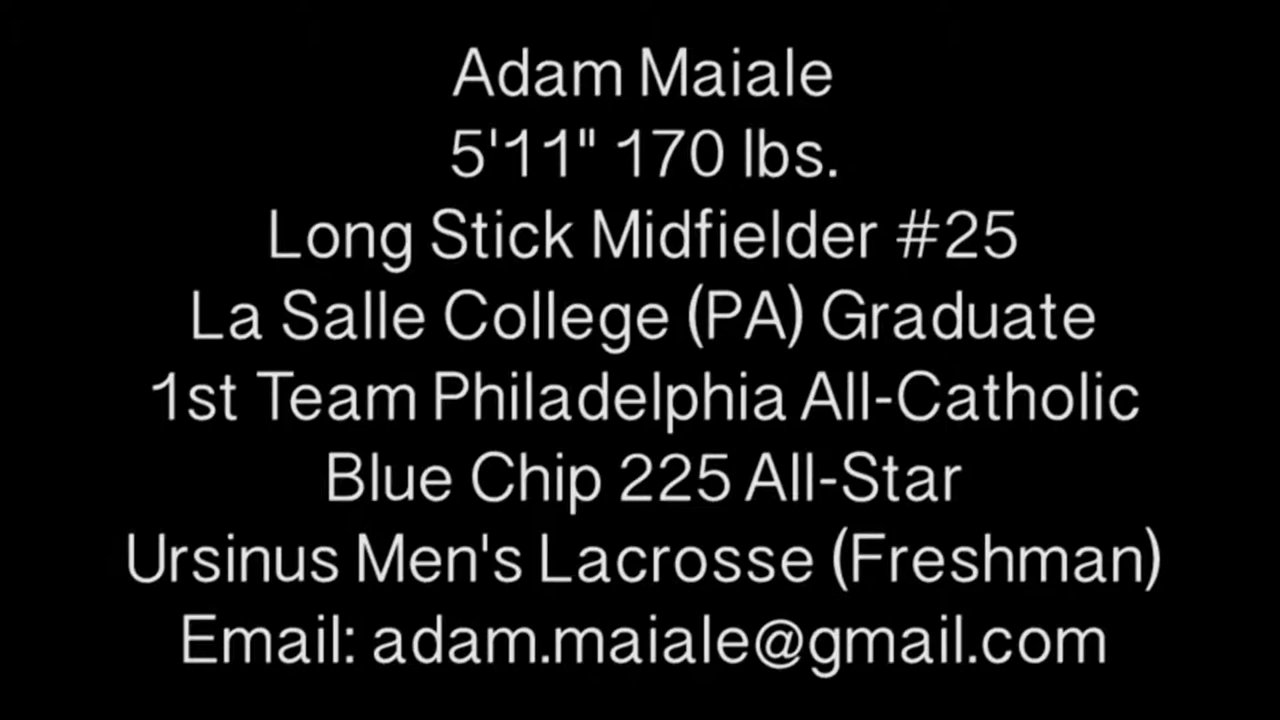 Adam Maiale
5'11" 170 lbs.
Long Stick Midfielder #25
La Salle College (PA) Graduate
1st Team Philadelphia All-Catholic
Blue Chip 225 All-Star
Ursinus Men's Lacrosse (Freshman)
Email: adam.maiale@gmail.com